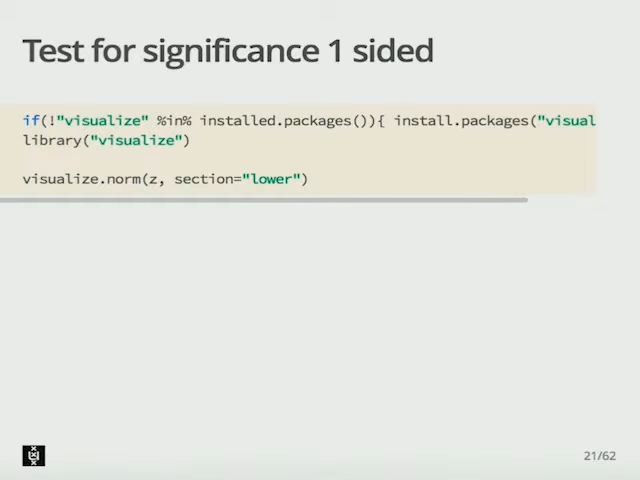 Test for significance 1 sided
if(!"visualize" %in% installed.packages()){ install.packages("visual
library("visualize")
visualize.norm(z, section="lower")
21/62